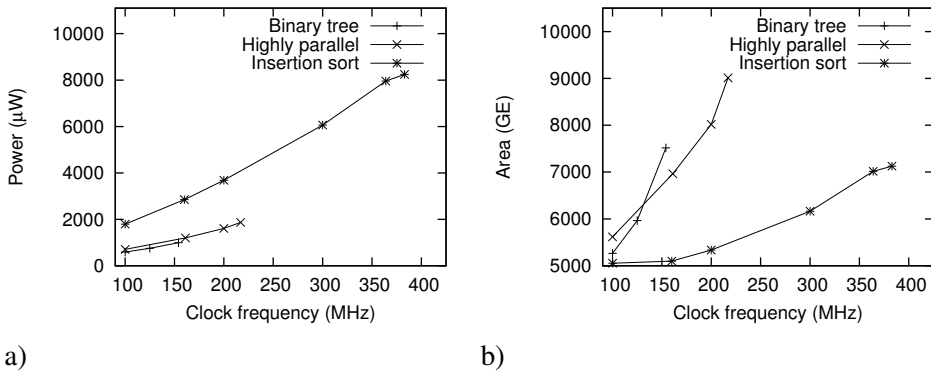 Power (μW)
10000
8000
6000
4000
2000
0
Binary tree
Highly parallel
Insertion sort
100 150 200 250 300 350 400
Clock frequency (MHz)
a)
Area (GE)
10000
9000
8000
7000
6000
5000
Binary tree
Highly parallel
Insertion sort
100 150 200 250 300 350 400
Clock frequency (MHz)
b)